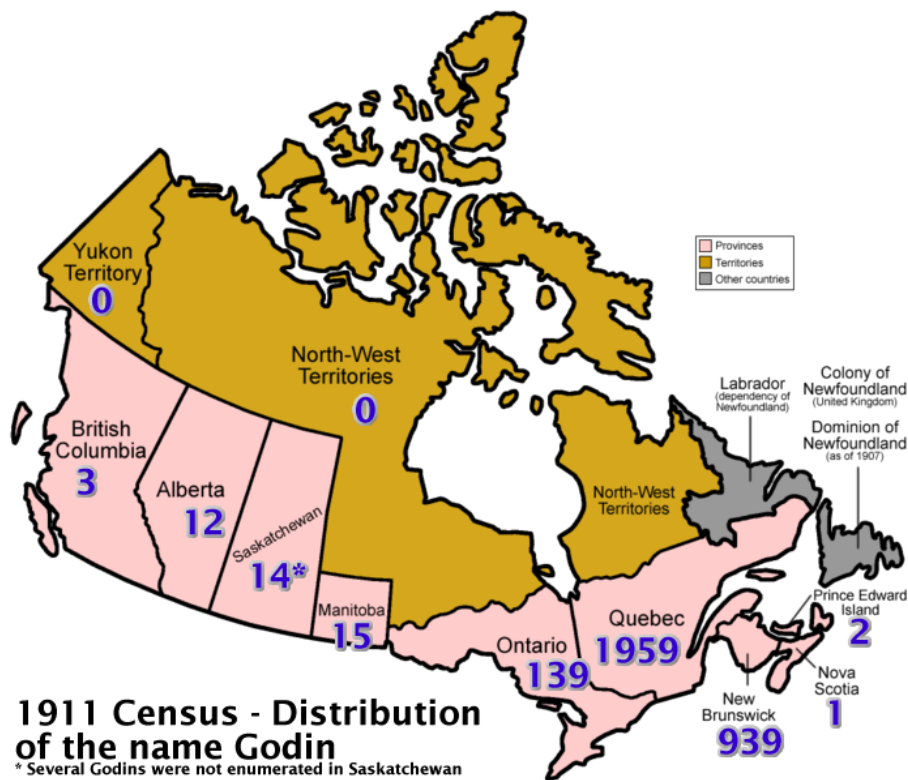 Yukon
Territory
0
North-West
Territories
0
Provinces
Territories
Other countries
Labrador
(dependency of
Newfoundland)
Colony of
Newfoundland
(United Kingdom)
Dominion of
Newfoundland
(as of 1907)
British
Columbia
3
Alberta
12
Saskatchewan
14*
Manitoba
15
North-West
Territories
Ontario
139
Quebec
1959
Prince Edward
Island
2
Nova
Scotia
1
New
Brunswick
939
1911 Census - Distribution
of the name Godin
* Several Godins were not enumerated in Saskatchewan